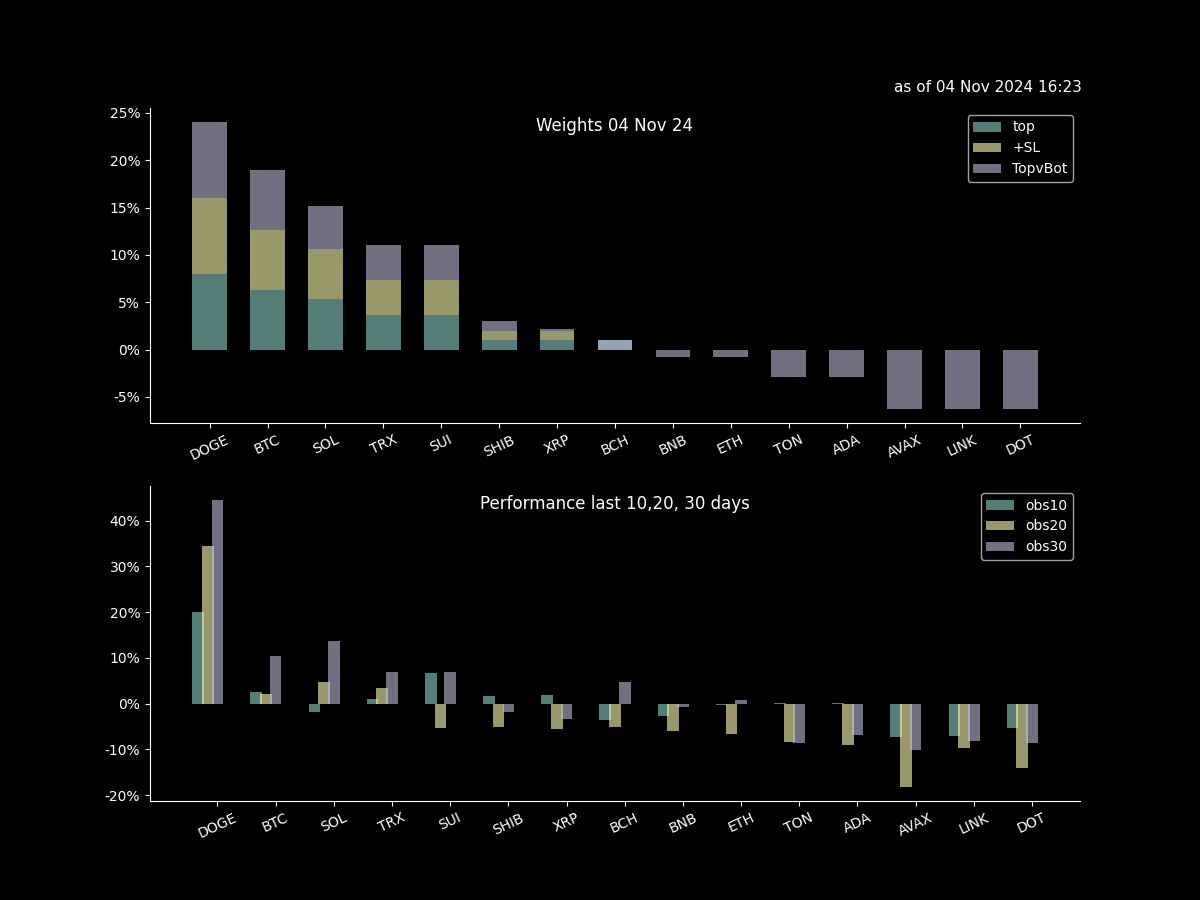 as of 04 Nov 2024 16:23
Weights 04 Nov 24
top
+SL
TopvBot
25%
20%
15%
10%
5%
0%
-5%
DOGE BTC SOL TRX SUI SHIB XRP BCH BNB ETH TON ADA AVAX LINK DOT
Performance last 10,20, 30 days
obs10
obs20
obs30
40%
30%
20%
10%
0%
-10%
-20%
DOGE BTC SOL TRX SUI SHIB XRP BCH BNB ETH TON ADA AVAX LINK DOT